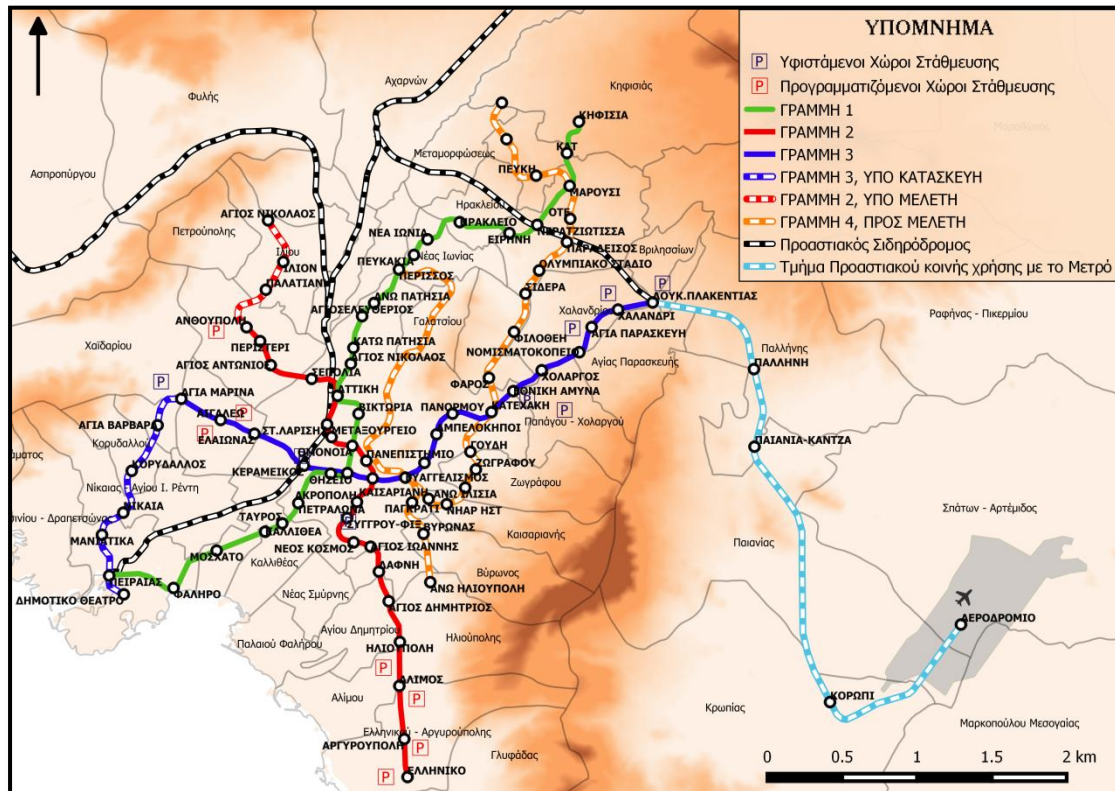 ΥΠΟΜΝΗΜΑ
P Υφιστάμενοι Χώροι Στάθμευσης
P Προγραμματιζόμενοι Χώροι Στάθμευσης
ΓΡΑΜΜΗ 1
ΓΡΑΜΜΗ 2
ΓΡΑΜΜΗ 3
ΓΡΑΜΜΗ 3, ΥΠΟ ΚΑΤΑΣΚΕΥΗ
ΓΡΑΜΜΗ 2, ΥΠΟ ΜΕΛΕΤΗ
ΓΡΑΜΜΗ 4, ΠΡΟΣ ΜΕΛΕΤΗ
Προαστιακός Σιδηρόδρομος
Τμήμα Προαστιακού κοινής χρήσης με το Μετρό
Αχαρνών
Κηφισιάς
Φυλής
ΚΗΦΙΣΙΑ
ΚΑΤ
Μεταμορφώσεως
Ασπροπύργου
ΠΕΥΚΗ
ΜΑΡΟΥΣΙ
Ηρακλείου
ΑΓΙΟΣ ΝΙΚΟΛΑΟΣ
ΗΡΑΚΛΕΙΟ
ΟΤΕ
ΝΕΡΑΤΖΙΩΤΙΣΣΑ
Πετρούπολης
ΝΕΑ ΙΩΝΙΑ
ΕΙΡΗΝΗ
ΠΑΡΑΔΕΙΣΟΣ
Βριλησσίων
Ιλίου
ΙΛΙΟΝ
ΠΕΥΚΑΚΙΑ
Νέας Ιωνίας
ΟΛΥΜΠΙΑΚΟ ΣΤΑΔΙΟ
ΠΑΛΑΤΙΑΝΗ
ΠΕΡΙΣΣΟΣ
P
ΣΙΔΕΡΑ
ΔΟΥΚ.ΠΛΑΚΕΝΤΙΑΣ
ΑΝΩ ΠΑΤΗΣΙΑ
ΑΓΙΟΣ ΕΛΕΥΘΕΡΙΟΣ
Γαλατσίου
Χαλανδρίου
P
ΧΑΛΑΝΔΡΙ
Ραφήνας - Πικερμίου
ΑΝΘΟΥΠΟΛΗ
P
P
ΑΓΙΑ ΠΑΡΑΣΚΕΥΗ
Χαϊδαρίου
ΠΕΡΙΣΤΕΡΙ
ΚΑΤΩ ΠΑΤΗΣΙΑ
ΦΙΛΟΘΕΗ
Παλλήνης
ΑΓΙΟΣ ΑΝΤΩΝΙΟΣ
ΑΓΙΟΣ ΝΙΚΟΛΑΟΣ
ΝΟΜΙΣΜΑΤΟΚΟΠΕΙΟ
Αγίας Παρασκευής
ΠΑΛΛΗΝΗ
ΣΕΠΟΛΙΑ
ΦΑΡΟΣ
ΧΟΛΑΡΓΟΣ
P
ΑΓΙΑ ΜΑΡΙΝΑ
ΑΤΤΙΚΗ
ΕΘΝΙΚΗ ΑΜΥΝΑ
P
ΑΙΓΑΛΕΩ
P
ΒΙΚΤΩΡΙΑ
ΠΑΝΟΡΜΟΥ
ΚΑΤΕΧΑΚΗ
P
Παπάγου - Χολαργού
ΑΓΙΑ ΒΑΡΒΑΡΑ
P
ΕΛΑΙΩΝΑΣ
ΣΤ.ΛΑΡΙΣΗΣ
ΜΕΤΑΞΟΥΡΓΕΙΟ
ΑΜΠΕΛΟΚΗΠΟΙ
Κορυδαλλού
ΟΜΟΝΟΙΑ
ΠΑΝΕΠΙΣΤΗΜΙΟ
ΓΟΥΔΗ
ΠΑΙΑΝΙΑ-ΚΑΝΤΖΑ
ΚΟΡΥΔΑΛΛΟΣ
ΚΕΡΑΜΕΙΚΟΣ
ΖΩΓΡΑΦΟΥ
ΘΗΣΕΙΟ
ΕΥΑΓΓΕΛΙΣΜΟΣ
Ζωγράφου
Νίκαιας - Αγίου Ι. Ρέντη
ΑΚΡΟΠΟΛΗ
ΚΑΙΣΑΡΙΑΝΗ
ΑΝΩ ΙΛΙΣΙΑ
ΝΙΚΑΙΑ
ΠΕΤΡΑΛΩΝΑ
ΠΑΓΚΡΑΤΙ
ΝΗΑΡ ΗΣΤ
Σπάτων - Αρτέμιδος
ΤΑΥΡΟΣ
P
ΣΥΓΓΡΟΥ-ΦΙΞ
ΒΥΡΩΝΑΣ
Καισαριανής
ΜΑΝΙΑΤΙΚΑ
ΚΑΛΛΙΘΕΑ
ΝΕΟΣ ΚΟΣΜΟΣ
ΑΓΙΟΣ ΙΩΑΝΝΗΣ
Παιανίας
ΜΟΣΧΑΤΟ
Καλλιθέας
ΔΑΦΝΗ
Βύρωνος
ΠΕΙΡΑΙΑΣ
ΦΑΛΗΡΟ
ΑΝΩ ΗΛΙΟΥΠΟΛΗ
ΔΗΜΟΤΙΚΟ ΘΕΑΤΡΟ
Νέας Σμύρνης
ΑΓΙΟΣ ΔΗΜΗΤΡΙΟΣ
ΑΕΡΟΔΡΟΜΙΟ
Αγίου Δημητρίου
Ηλιούπολης
Παλαιού Φαλήρου
ΗΛΙΟΥΠΟΛΗ
P
ΑΛΙΜΟΣ
Αλίμου
P
ΚΟΡΩΠΙ
Κρωπίας
Μαρκοπούλου Μεσογαίας
Ελληνικού - Αργυρούπολης
ΑΡΓΥΡΟΥΠΟΛΗ
P
Γλυφάδας
P
ΕΛΛΗΝΙΚΟ
0 0.5 1 1.5 2 km